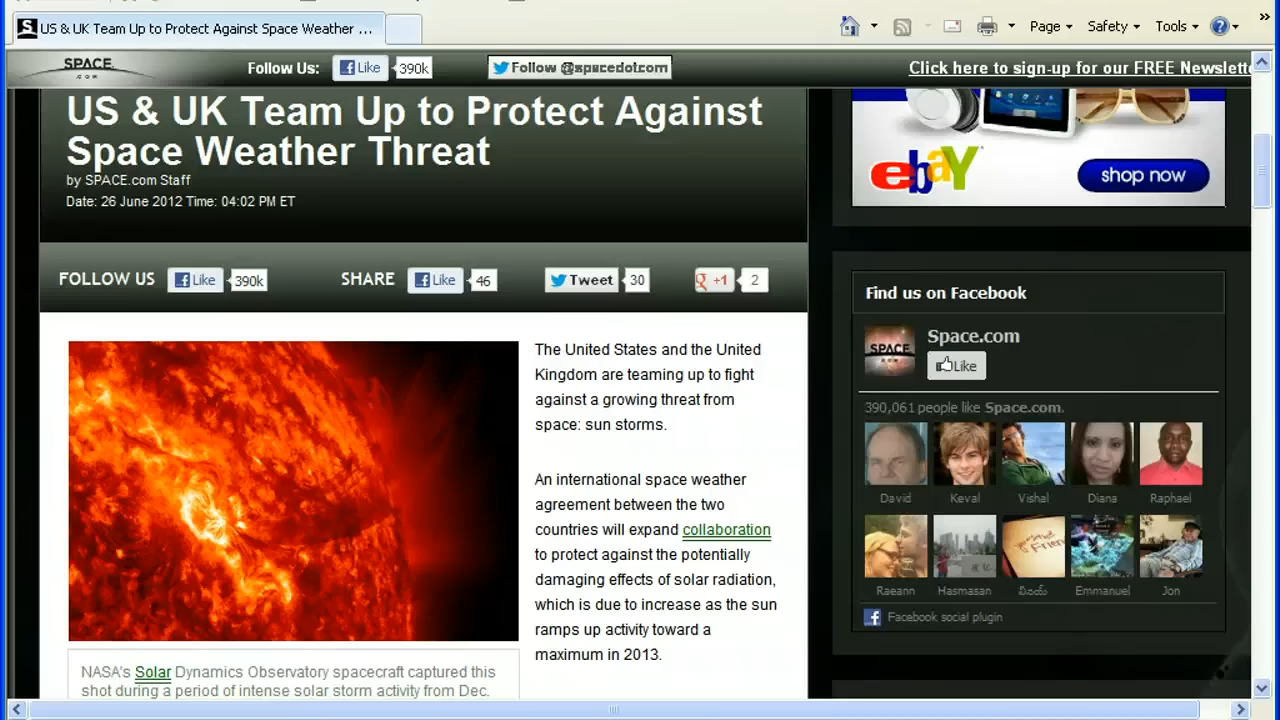 US & UK Team Up to Protect Against Space Weather ...
Page
Safety
Tools
SPACE
.COM
Follow Us:
Like
390k
Follow @spacedotcom
Click here to sign-up for our FREE Newslette
US & UK Team Up to Protect Against
Space Weather Threat
by SPACE.com Staff
Date: 26 June 2012 Time: 04:02 PM ET
ebay
shop now
FOLLOW US
Like
390k
SHARE
Like
46
Tweet
30
+1
2
The United States and the United
Kingdom are teaming up to fight
against a growing threat from
space: sun storms.
An international space weather
agreement between the two
countries will expand collaboration
to protect against the potentially
damaging effects of solar radiation,
which is due to increase as the sun
ramps up activity toward a
maximum in 2013.
NASA's Solar Dynamics Observatory spacecraft captured this
shot during a period of intense solar storm activity from Dec.
Find us on Facebook
SPACE
Space.com
Like
390,061 people like Space.com.
David
Keval
Vishal
Diana
Raphael
Raeann
Hasmasan
Emmanuel
Jon
Facebook social plugin